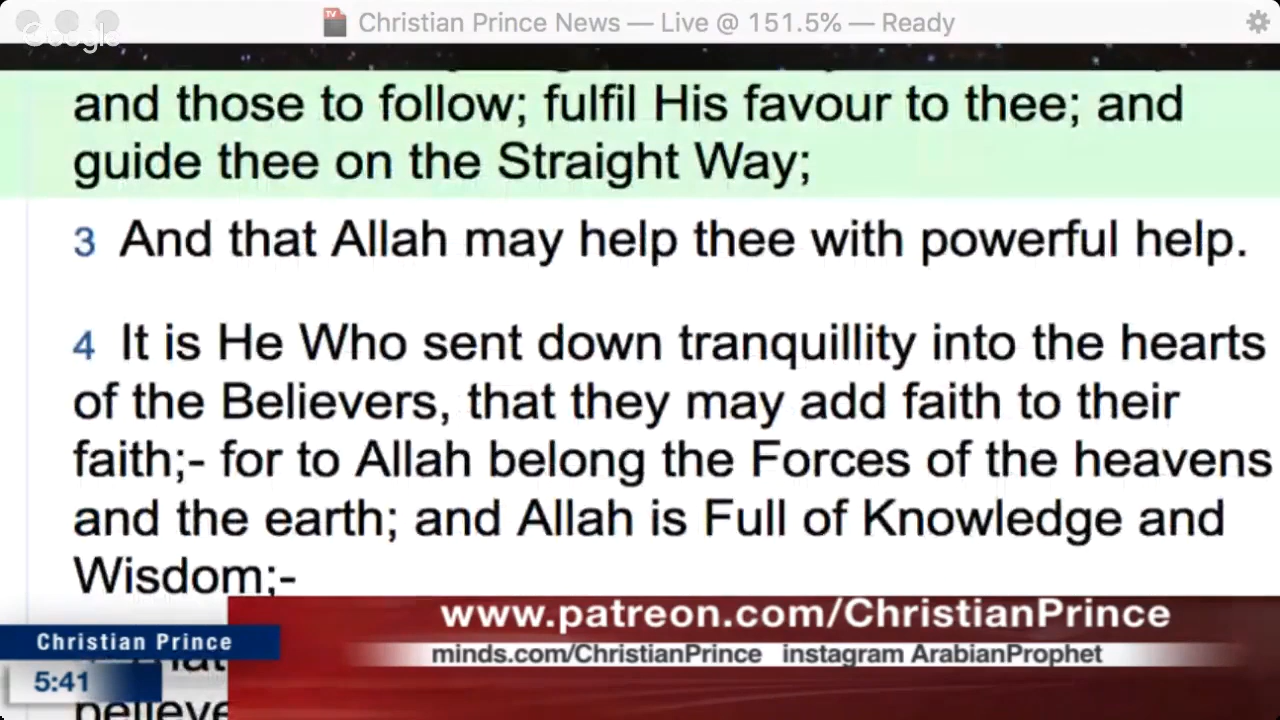 Christian Prince News — Live @ 151.5% — Ready
Google
and those to follow; fulfil His favour to thee; and
guide thee on the Straight Way;
3 And that Allah may help thee with powerful help.
4 It is He Who sent down tranquillity into the hearts
of the Believers, that they may add faith to their
faith;- for to Allah belong the Forces of the heavens
and the earth; and Allah is Full of Knowledge and
Wisdom;-
www.patreon.com/ChristianPrince
Christian Prince
minds.com/ChristianPrince instagram ArabianProphet
5:41